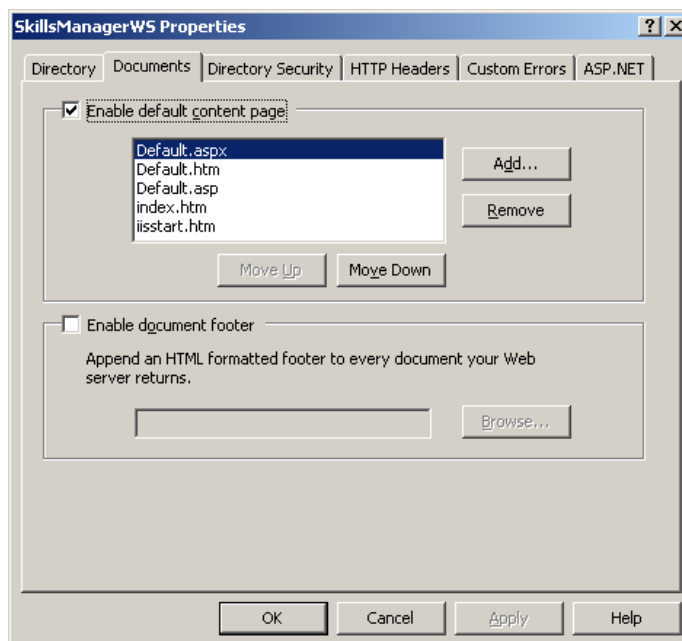 SkillsManagerWS Properties
Directory Documents Directory Security HTTP Headers Custom Errors ASP.NET
Enable default content page
Default.aspx
Default.htm
Default.asp
index.htm
iisstart.htm
Add...
Remove
Move Up Move Down
Enable document footer
Append an HTML formatted footer to every document your Web
server returns.
Browse...
OK Cancel Apply Help